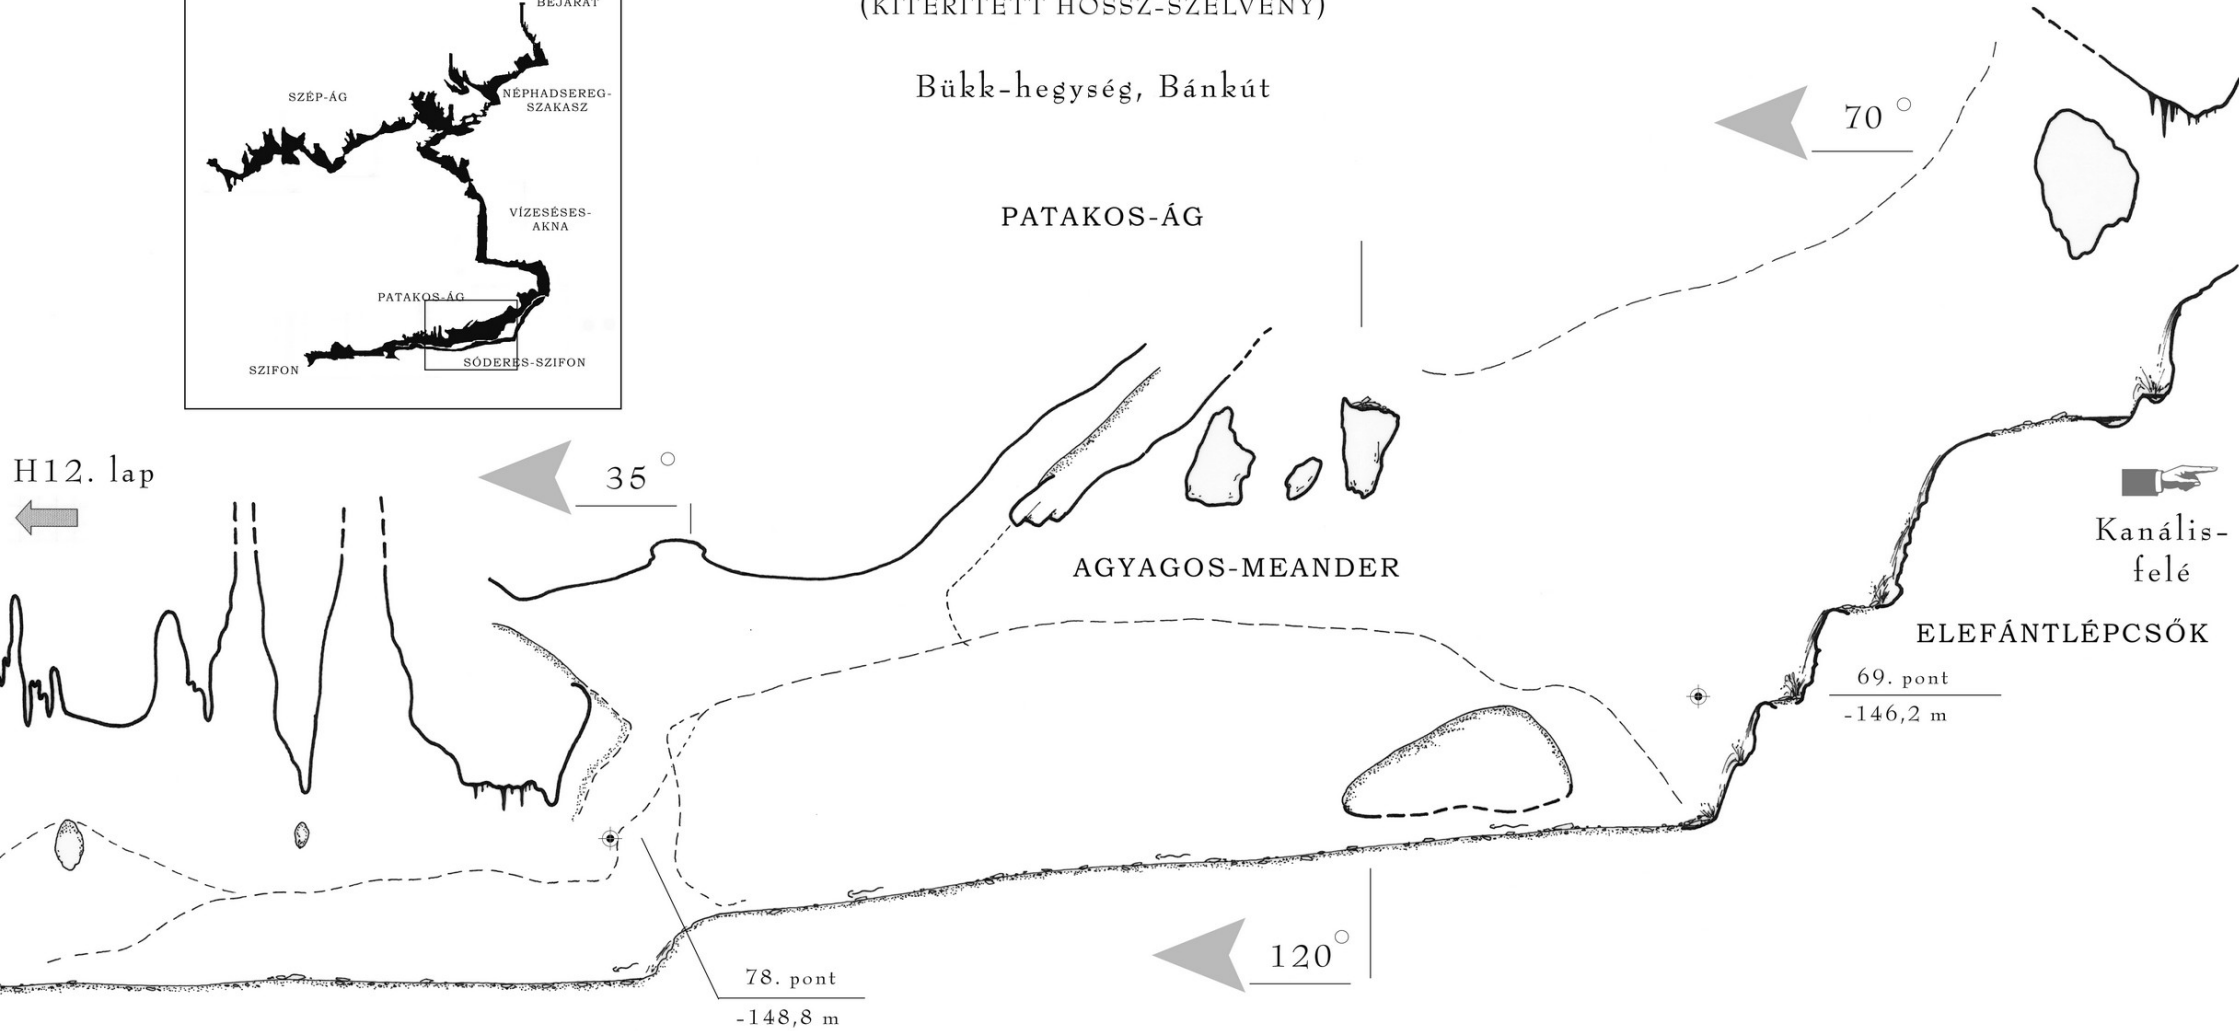 BEJÁRAT
SZÉP-ÁG
NÉPHADSEREG-
SZAKASZ
VÍZESÉSES-
AKNA
PATAKOS-ÁG
SZIFON
SÓDERES-SZIFON
(KITERÍTETT HOSSZ-SZELVÉNY)
Bükk-hegység, Bánkút
70°
PATAKOS-ÁG
H12. lap
35°
AGYAGOS-MEANDER
Kanális-
felé
ELEFÁNTLÉPCSŐK
69. pont
-146,2 m
120°
78. pont
-148,8 m